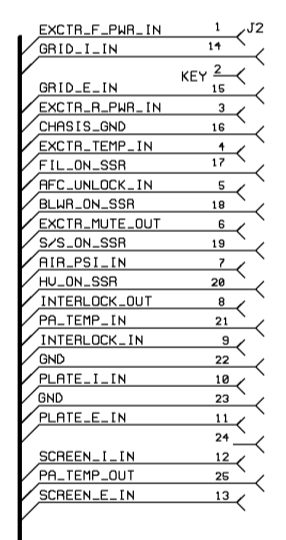 EXCTR_F_PWR_IN 1 J2
GRID_I_IN 14
KEY 2
GRID_E_IN 15
EXCTR_R_PWR_IN 3
CHASIS_GND 16
EXCTR_TEMP_IN 4
FIL_ON_SSR 17
AFC_UNLOCK_IN 5
BLWR_ON_SSR 18
EXCTR_MUTE_OUT 6
S/S_ON_SSR 19
AIR_PSI_IN 7
HV_ON_SSR 20
INTERLOCK_OUT 8
PA_TEMP_IN 21
INTERLOCK_IN 9
GND 22
PLATE_I_IN 10
GND 23
PLATE_E_IN 11
24
SCREEN_I_IN 12
PA_TEMP_OUT 25
SCREEN_E_IN 13